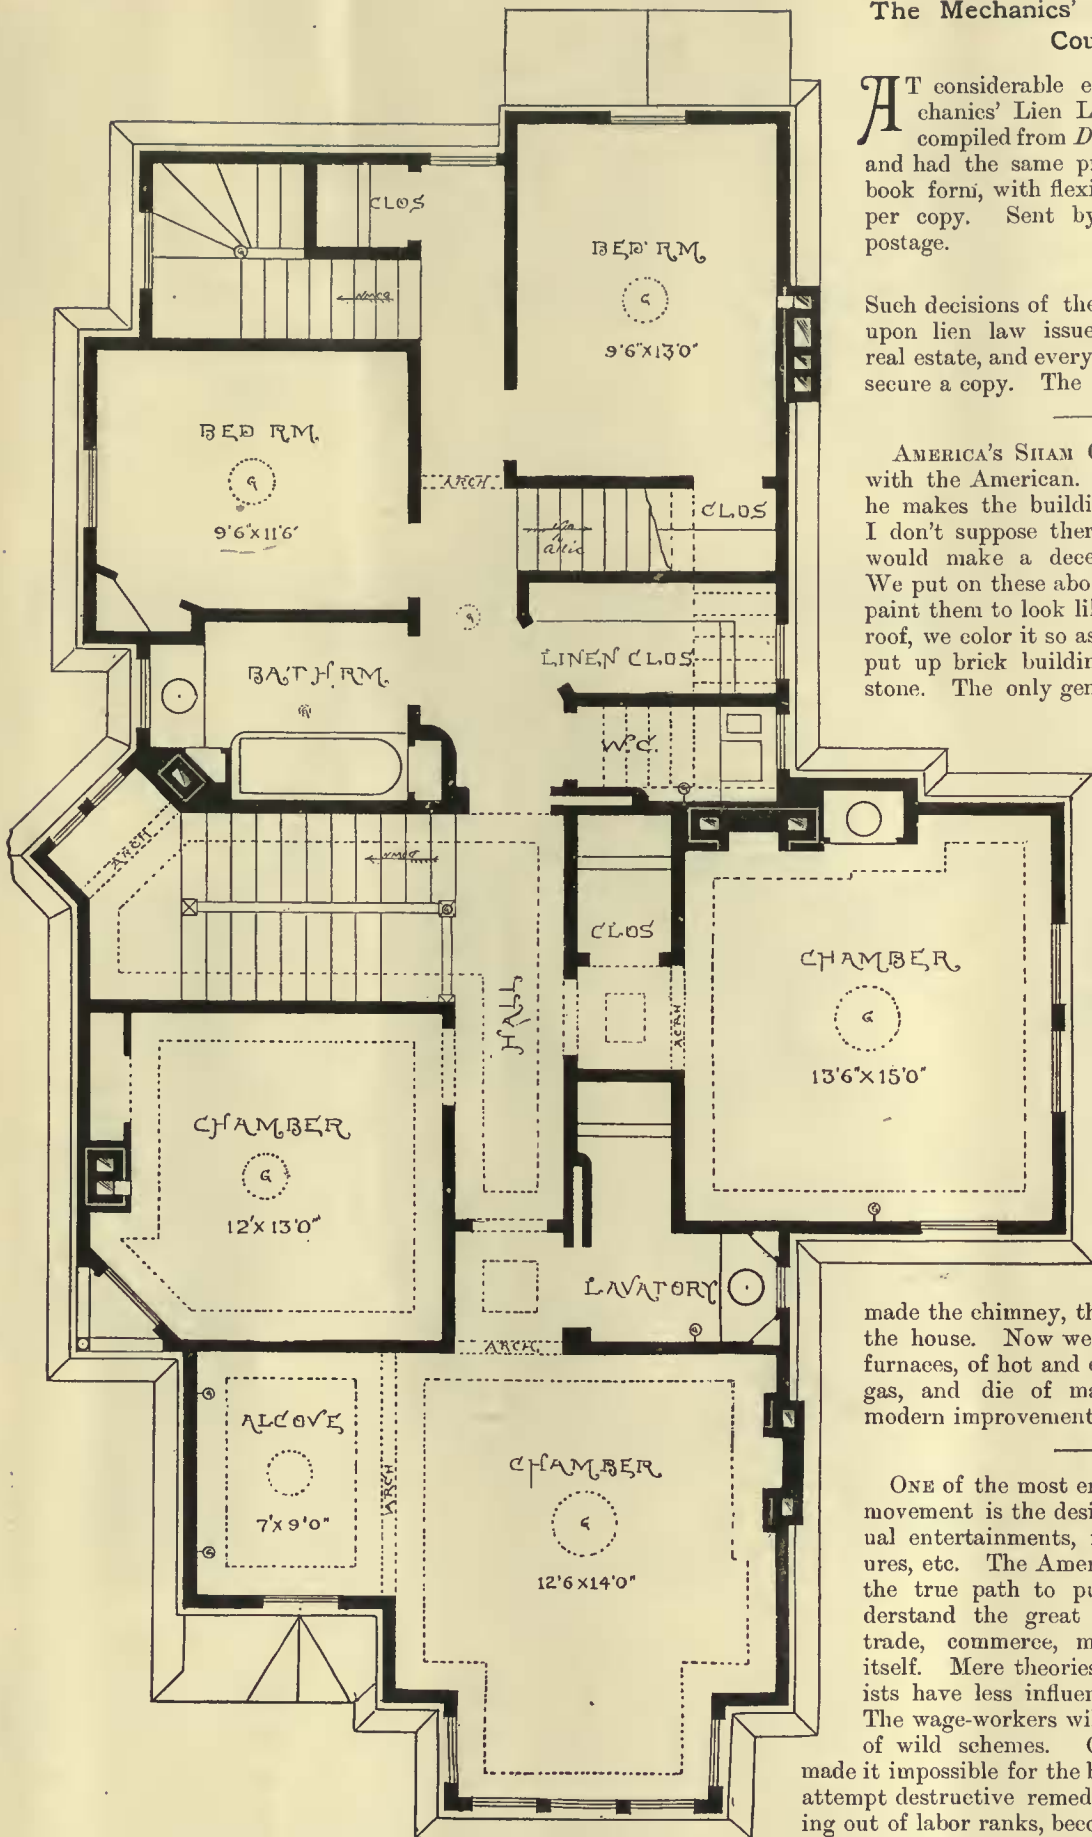 The Mechanics'
Cou
AT considerable e
chanics' Lien L
compiled from D
and had the same pr
book form, with flexi
per copy. Sent by
postage.
Such decisions of the
upon lien law issue
real estate, and every
secure a copy. The
AMERICA'S SHAM C
with the American.
he makes the buildi
I don't suppose ther
would make a dece
We put on these abo
paint them to look li
roof, we color it so as
put up brick buildin
stone. The only gen
made the chimney, th
the house. Now we
furnaces, of hot and
gas, and die of ma
modern improvement
ONE of the most en
movement is the desi
ual entertainments,
ures, etc. The Amer
the true path to pu
derstand the great
trade, commerce, m
itself. Mere theories
ists have less influen
The wage-workers wi
of wild schemes.
made it impossible for the b
attempt destructive remed
ing out of labor ranks, beco
CLOS
DOWN
BED RM.
G
9'6"X13'0"
BED RM.
G
9'6"X11'6
ARCH
UP
attic
CLOS
G
LINEN CLOS
BATH. RM.
G
W.C.
ARCH
DOWN
G
CLOS
HALL
ACRH
CHAMBER
G
13'6"X15'0"
CHAMBER
G
12'X13'0"
G
LAVATORY
G
ARCH
G
ALCOVE
7'X9'0"
G
ARCH
CHAMBER
G
12'6X14'0"